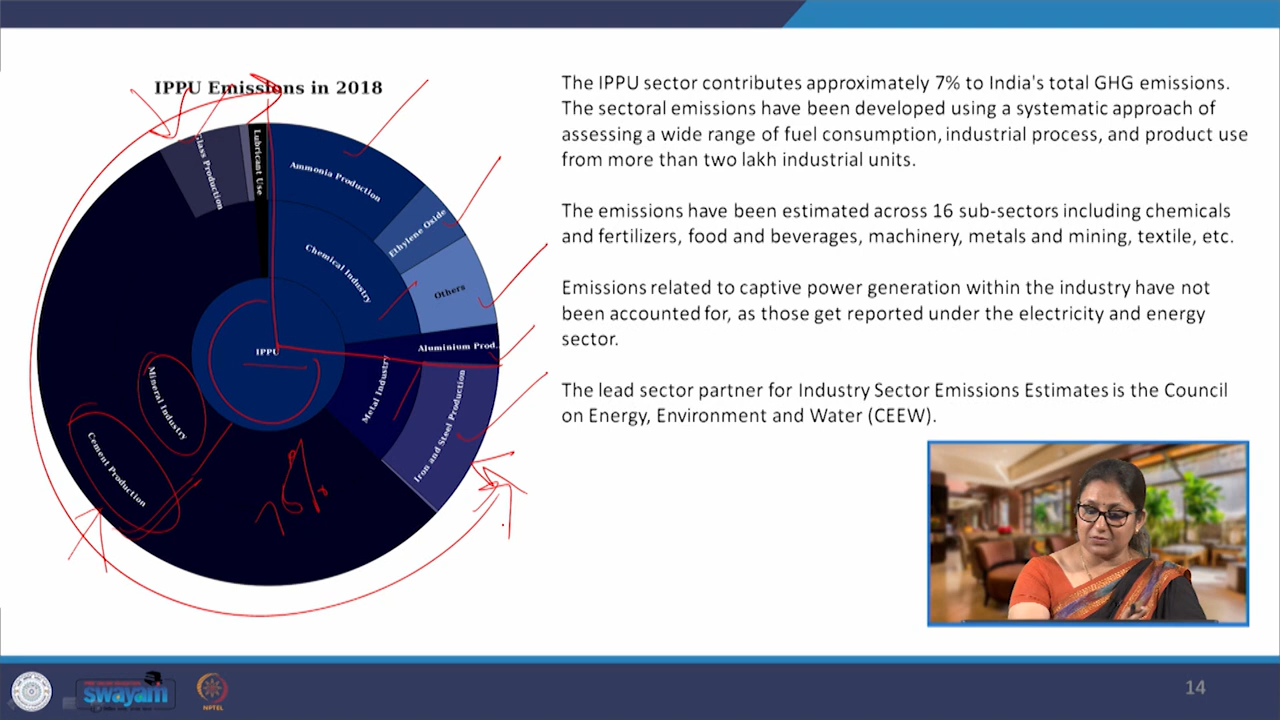 IPPU Emissions in 2018
Glass Production
Lubricant Use
Ammonia Production
Ethylene Oxide
Chemical Industry
Others
IPPU
Aluminium Prod..
Metal Industry
Iron and Steel Production
Mineral Industry
Cement Production
The IPPU sector contributes approximately 7% to India's total GHG emissions.
The sectoral emissions have been developed using a systematic approach of
assessing a wide range of fuel consumption, industrial process, and product use
from more than two lakh industrial units.
The emissions have been estimated across 16 sub-sectors including chemicals
and fertilizers, food and beverages, machinery, metals and mining, textile, etc.
Emissions related to captive power generation within the industry have not
been accounted for, as those get reported under the electricity and energy
sector.
The lead sector partner for Industry Sector Emissions Estimates is the Council
on Energy, Environment and Water (CEEW).
swayam
NPTEL
14